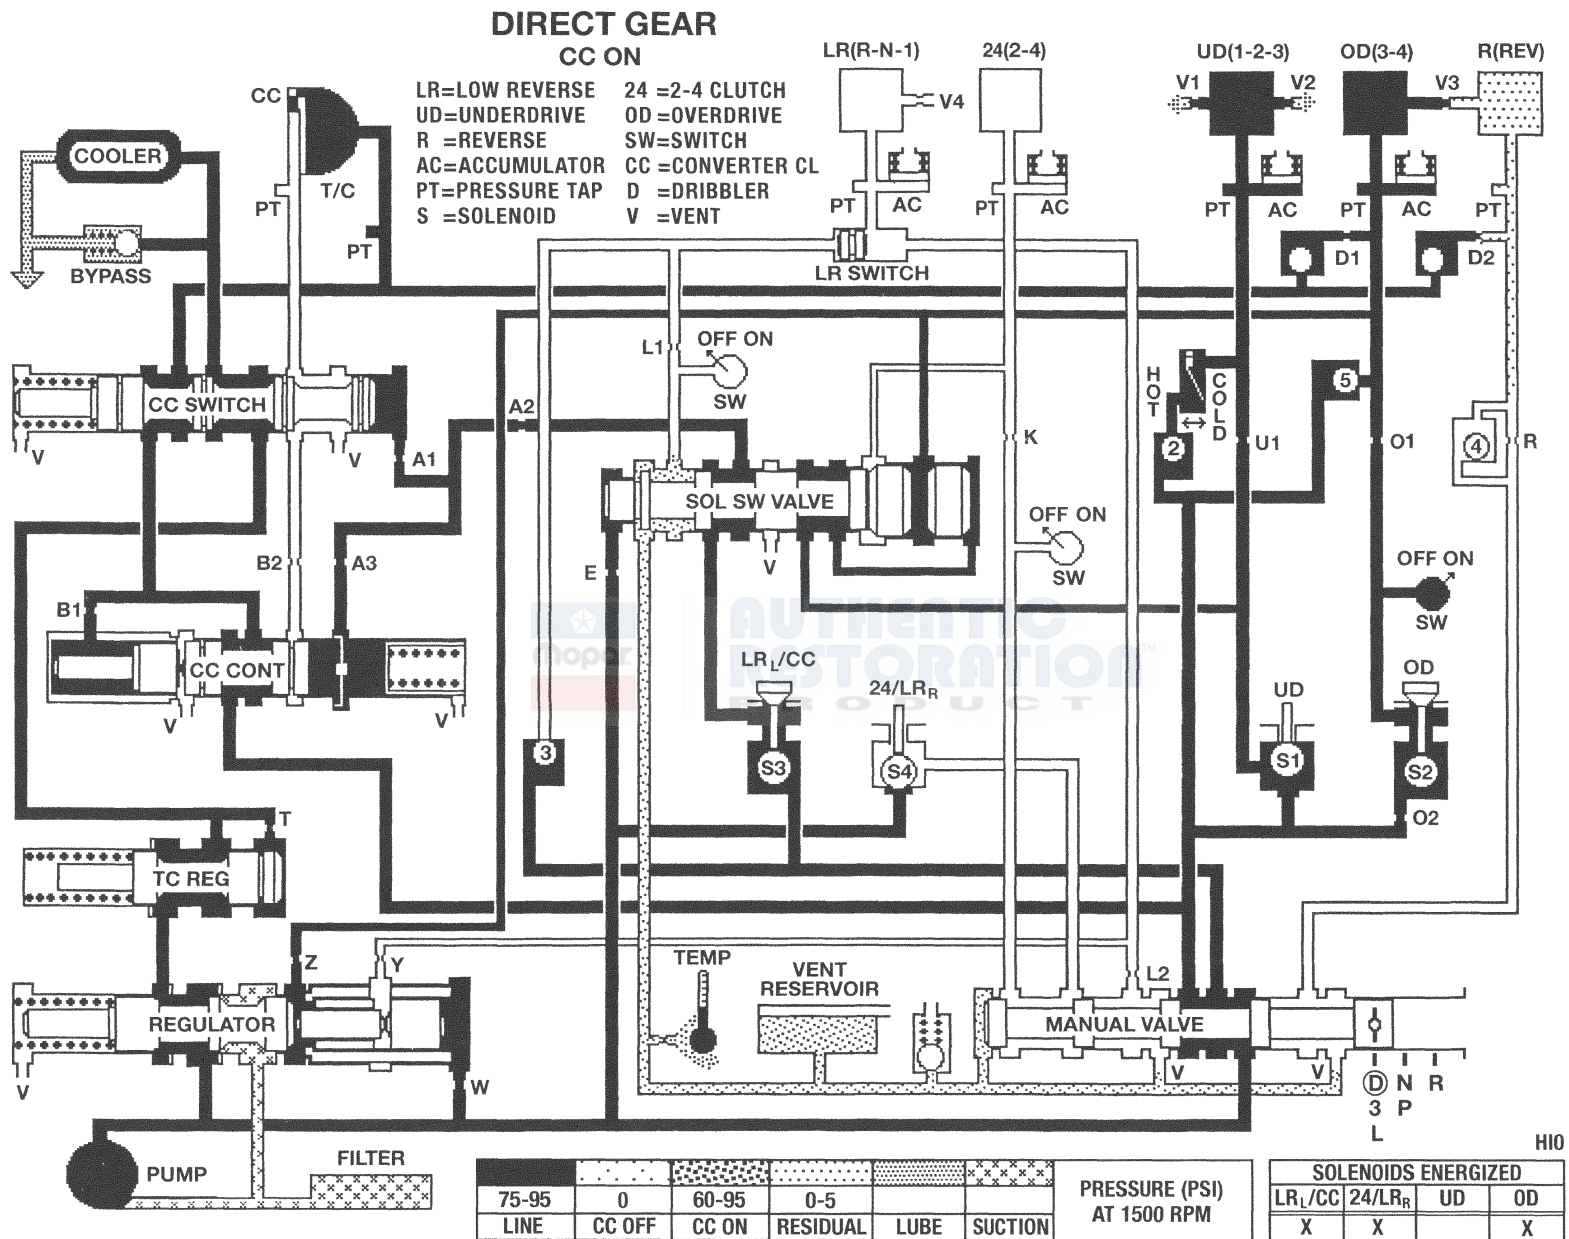 DIRECT GEAR
CC ON
LR=LOW REVERSE 24 =2-4 CLUTCH
UD=UNDERDRIVE OD =OVERDRIVE
R =REVERSE SW=SWITCH
AC=ACCUMULATOR CC =CONVERTER CL
PT=PRESSURE TAP D =DRIBBLER
S =SOLENOID V =VENT
LR(R-N-1)
24(2-4)
UD(1-2-3)
OD(3-4)
R(REV)
V4
V1
V2
V3
CC
COOLER
T/C
PT
PT
BYPASS
PT
AC
PT
AC
PT
AC
PT
AC
PT
D1
D2
LR SWITCH
L1
OFF ON
SW
HOT
COLD
5
2
4
CC SWITCH
V
V
A1
A2
K
U1
O1
R
SOL SW VALVE
V
E
OFF ON
SW
OFF ON
SW
B2
A3
B1
CC CONT
V
V
AUTHENTIC
RESTORATION™
PRODUCT
mopar
LRL/CC
24/LRR
UD
OD
3
S3
S4
S1
S2
O2
T
TC REG
Z
Y
REGULATOR
V
W
TEMP
VENT
RESERVOIR
L2
MANUAL VALVE
V
V
D N R
3 P
L
PUMP
FILTER
HI0
75-95 0 60-95 0-5
LINE CC OFF CC ON RESIDUAL LUBE SUCTION
PRESSURE (PSI)
AT 1500 RPM
SOLENOIDS ENERGIZED
LRL/CC 24/LRR UD OD
X X X